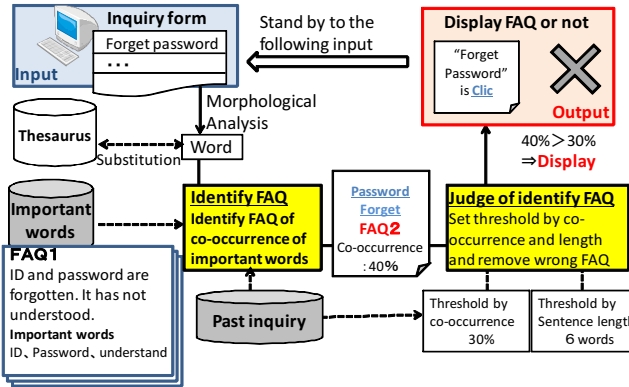 Inquiry form
Forget password
...
Input
Stand by to the
following input
Display FAQ or not
“Forget
Password”
is Clic
Output
Morphological
Analysis
Thesaurus
Substitution
Word
40%＞30%
⇒Display
Important
words
Identify FAQ
Identify FAQ of
co-occurrence of
important words
Password
Forget
FAQ2
Co-occurrence
: 40%
Judge of identify FAQ
Set threshold by co-
occurrence and length
and remove wrong FAQ
FAQ1
ID and password are
forgotten. It has not
understood.
Important words
ID、Password、understand
Past inquiry
Threshold by
co-occurrence
30%
Threshold by
Sentence length
6 words